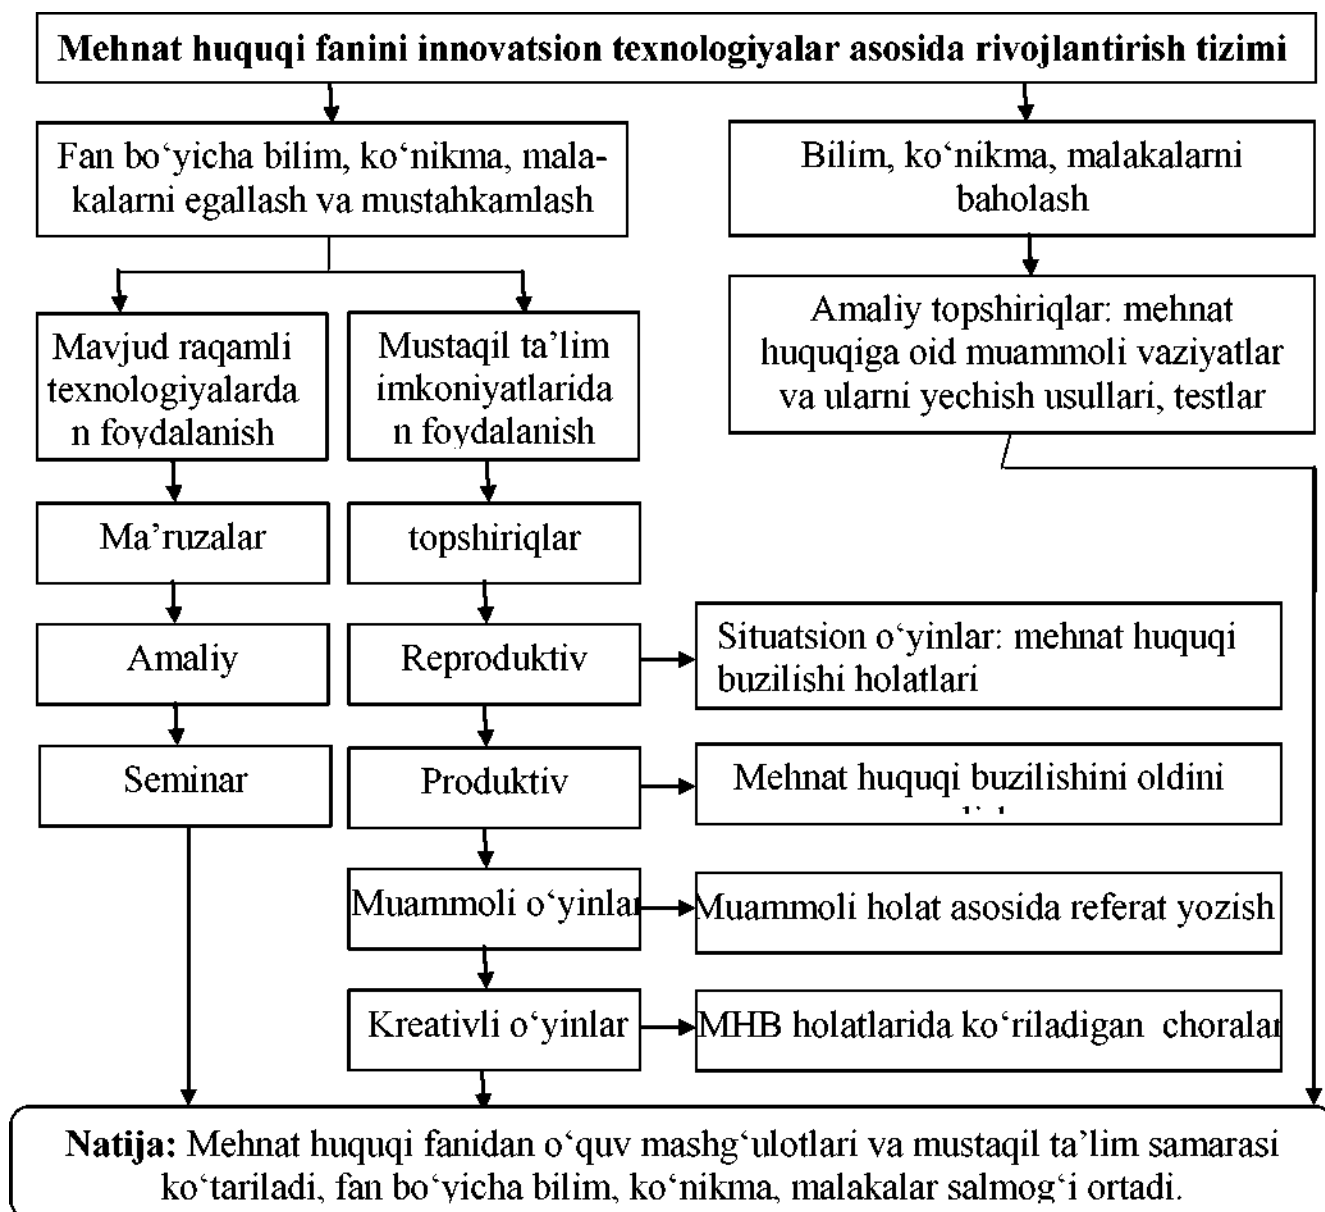 Mehnat huquqi fanini innovatsion texnologiyalar asosida rivojlantirish tizimi
Fan bo‘yicha bilim, ko‘nikma, mala-
kalarni egallash va mustahkamlash
Bilim, ko‘nikma, malakalarni
baholash
Mavjud raqamli
texnologiyalarda
n foydalanish
Mustaqil ta’lim
imkoniyatlarida
n foydalanish
Amaliy topshiriqlar: mehnat
huquqiga oid muammoli vaziyatlar
va ularni yechish usullari, testlar
Ma’ruzalar
topshiriqlar
Amaliy
Reproduktiv
Situatsion o‘yinlar: mehnat huquqi
buzilishi holatlari
Seminar
Produktiv
Mehnat huquqi buzilishini oldini
Muammoli o‘yinlar
Muammoli holat asosida referat yozish
Kreativli o‘yinlar
MHB holatlarida ko‘riladigan choralar
Natija: Mehnat huquqi fanidan o‘quv mashg‘ulotlari va mustaqil ta’lim samarasi
ko‘tariladi, fan bo‘yicha bilim, ko‘nikma, malakalar salmog‘i ortadi.